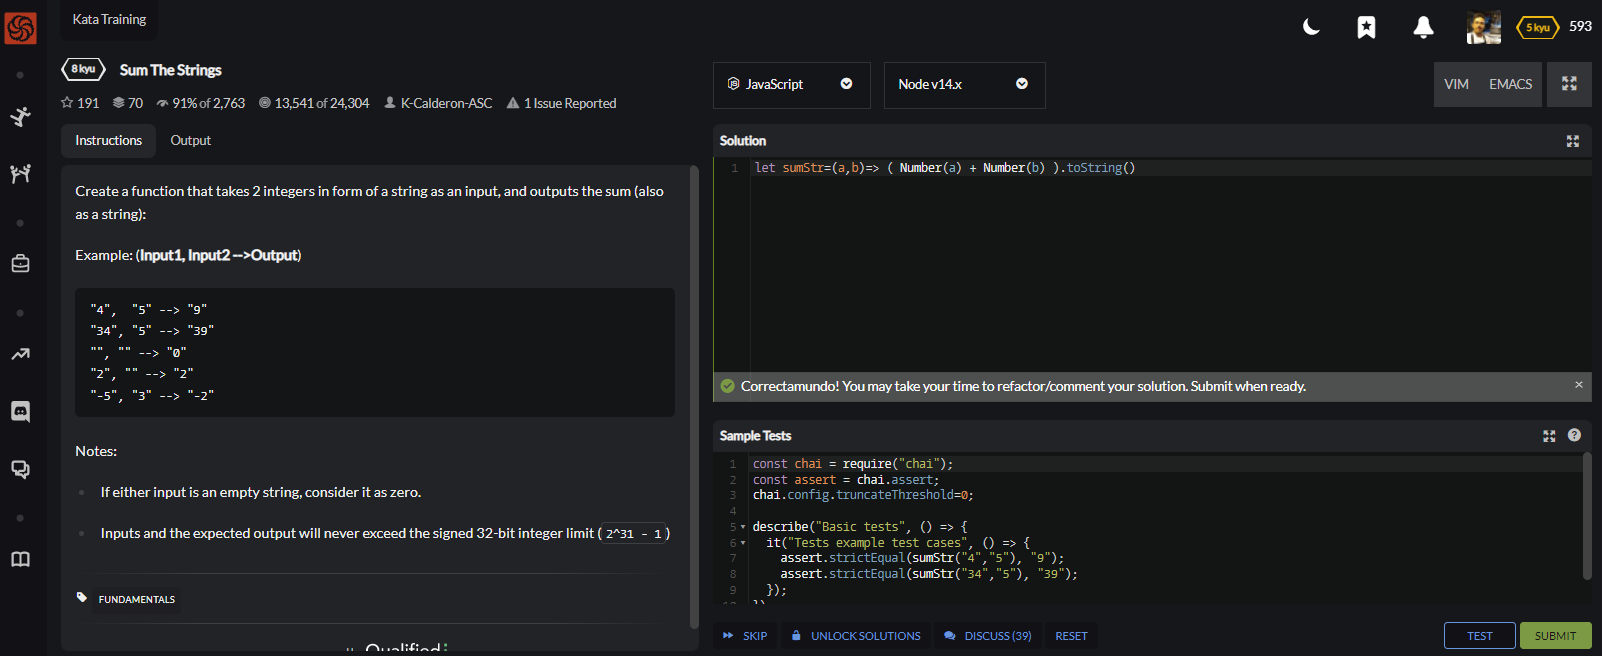 Kata Training
5 kyu
593
8 kyu
Sum The Strings
191
70
91% of 2,763
13,541 of 24,304
K-Calderon-ASC
1 Issue Reported
Instructions
Output
Create a function that takes 2 integers in form of a string as an input, and outputs the sum (also
as a string):
Example: (Input1, Input2 -->Output)
"4",  "5" --> "9"
"34", "5" --> "39"
"", "" --> "0"
"2", "" --> "2"
"-5", "3" --> "-2"
Notes:
If either input is an empty string, consider it as zero.
Inputs and the expected output will never exceed the signed 32-bit integer limit (2^31 - 1)
FUNDAMENTALS
Qualified
JavaScript
Node v14.x
VIM
EMACS
Solution
1 let sumStr=(a,b)=> ( Number(a) + Number(b) ).toString()
Correctamundo! You may take your time to refactor/comment your solution. Submit when ready.
Sample Tests
1 const chai = require("chai");
2 const assert = chai.assert;
3 chai.config.truncateThreshold=0;
4
5 describe("Basic tests", () => {
6   it("Tests example test cases", () => {
7     assert.strictEqual(sumStr("4","5"), "9");
8     assert.strictEqual(sumStr("34","5"), "39");
9   });
10 })
SKIP
UNLOCK SOLUTIONS
DISCUSS (39)
RESET
TEST
SUBMIT